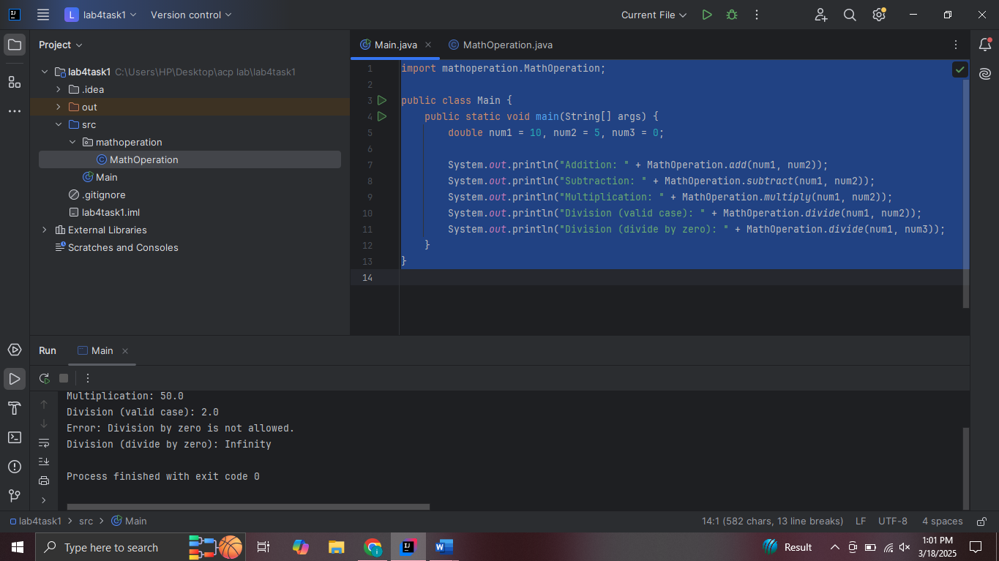 L lab4task1 Version control Current File
Project
Main.java MathOperation.java
lab4task1 C:\Users\HP\Desktop\acp lab\lab4task1
.idea
out
src
mathoperation
MathOperation
Main
.gitignore
lab4task1.iml
External Libraries
Scratches and Consoles
1 import mathoperation.MathOperation;
2
3 public class Main {
4 public static void main(String[] args) {
5 double num1 = 10, num2 = 5, num3 = 0;
6
7 System.out.println("Addition: " + MathOperation.add(num1, num2));
8 System.out.println("Subtraction: " + MathOperation.subtract(num1, num2));
9 System.out.println("Multiplication: " + MathOperation.multiply(num1, num2));
10 System.out.println("Division (valid case): " + MathOperation.divide(num1, num2));
11 System.out.println("Division (divide by zero): " + MathOperation.divide(num1, num3));
12 }
13 }
14
Run Main
Multiplication: 50.0
Division (valid case): 2.0
Error: Division by zero is not allowed.
Division (divide by zero): Infinity
Process finished with exit code 0
lab4task1 > src > Main 14:1 (582 chars, 13 line breaks) LF UTF-8 4 spaces
Type here to search Result 1:01 PM
3/18/2025